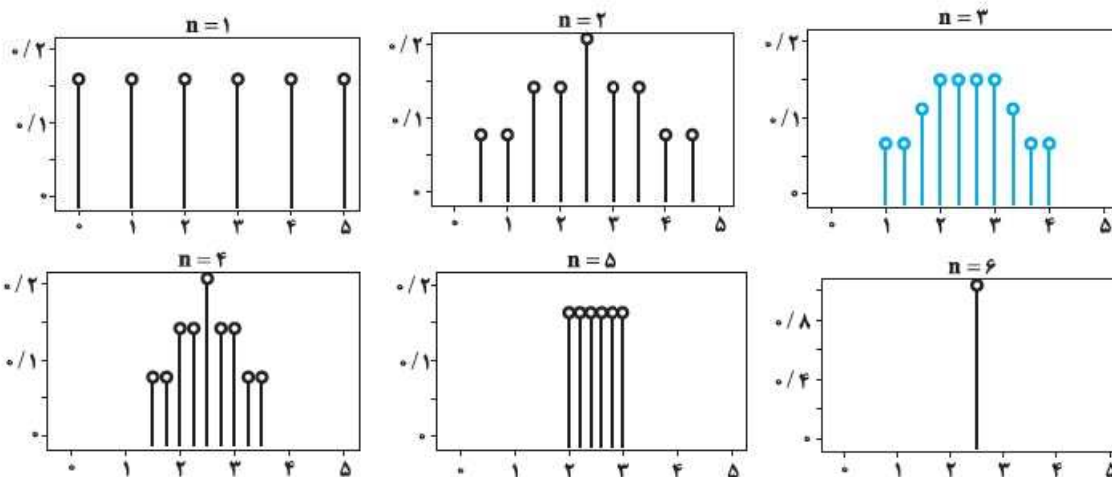 n = ۱
۰/۲
۰/۱
۰
۰ ۱ ۲ ۳ ۴ ۵
n = ۲
۰/۲
۰/۱
۰
۰ ۱ ۲ ۳ ۴ ۵
n = ۳
۰/۲
۰/۱
۰
۰ ۱ ۲ ۳ ۴ ۵
n = ۴
۰/۲
۰/۱
۰
۰ ۱ ۲ ۳ ۴ ۵
n = ۵
۰/۲
۰/۱
۰
۰ ۱ ۲ ۳ ۴ ۵
n = ۶
۰/۸
۰/۴
۰
۰ ۱ ۲ ۳ ۴ ۵